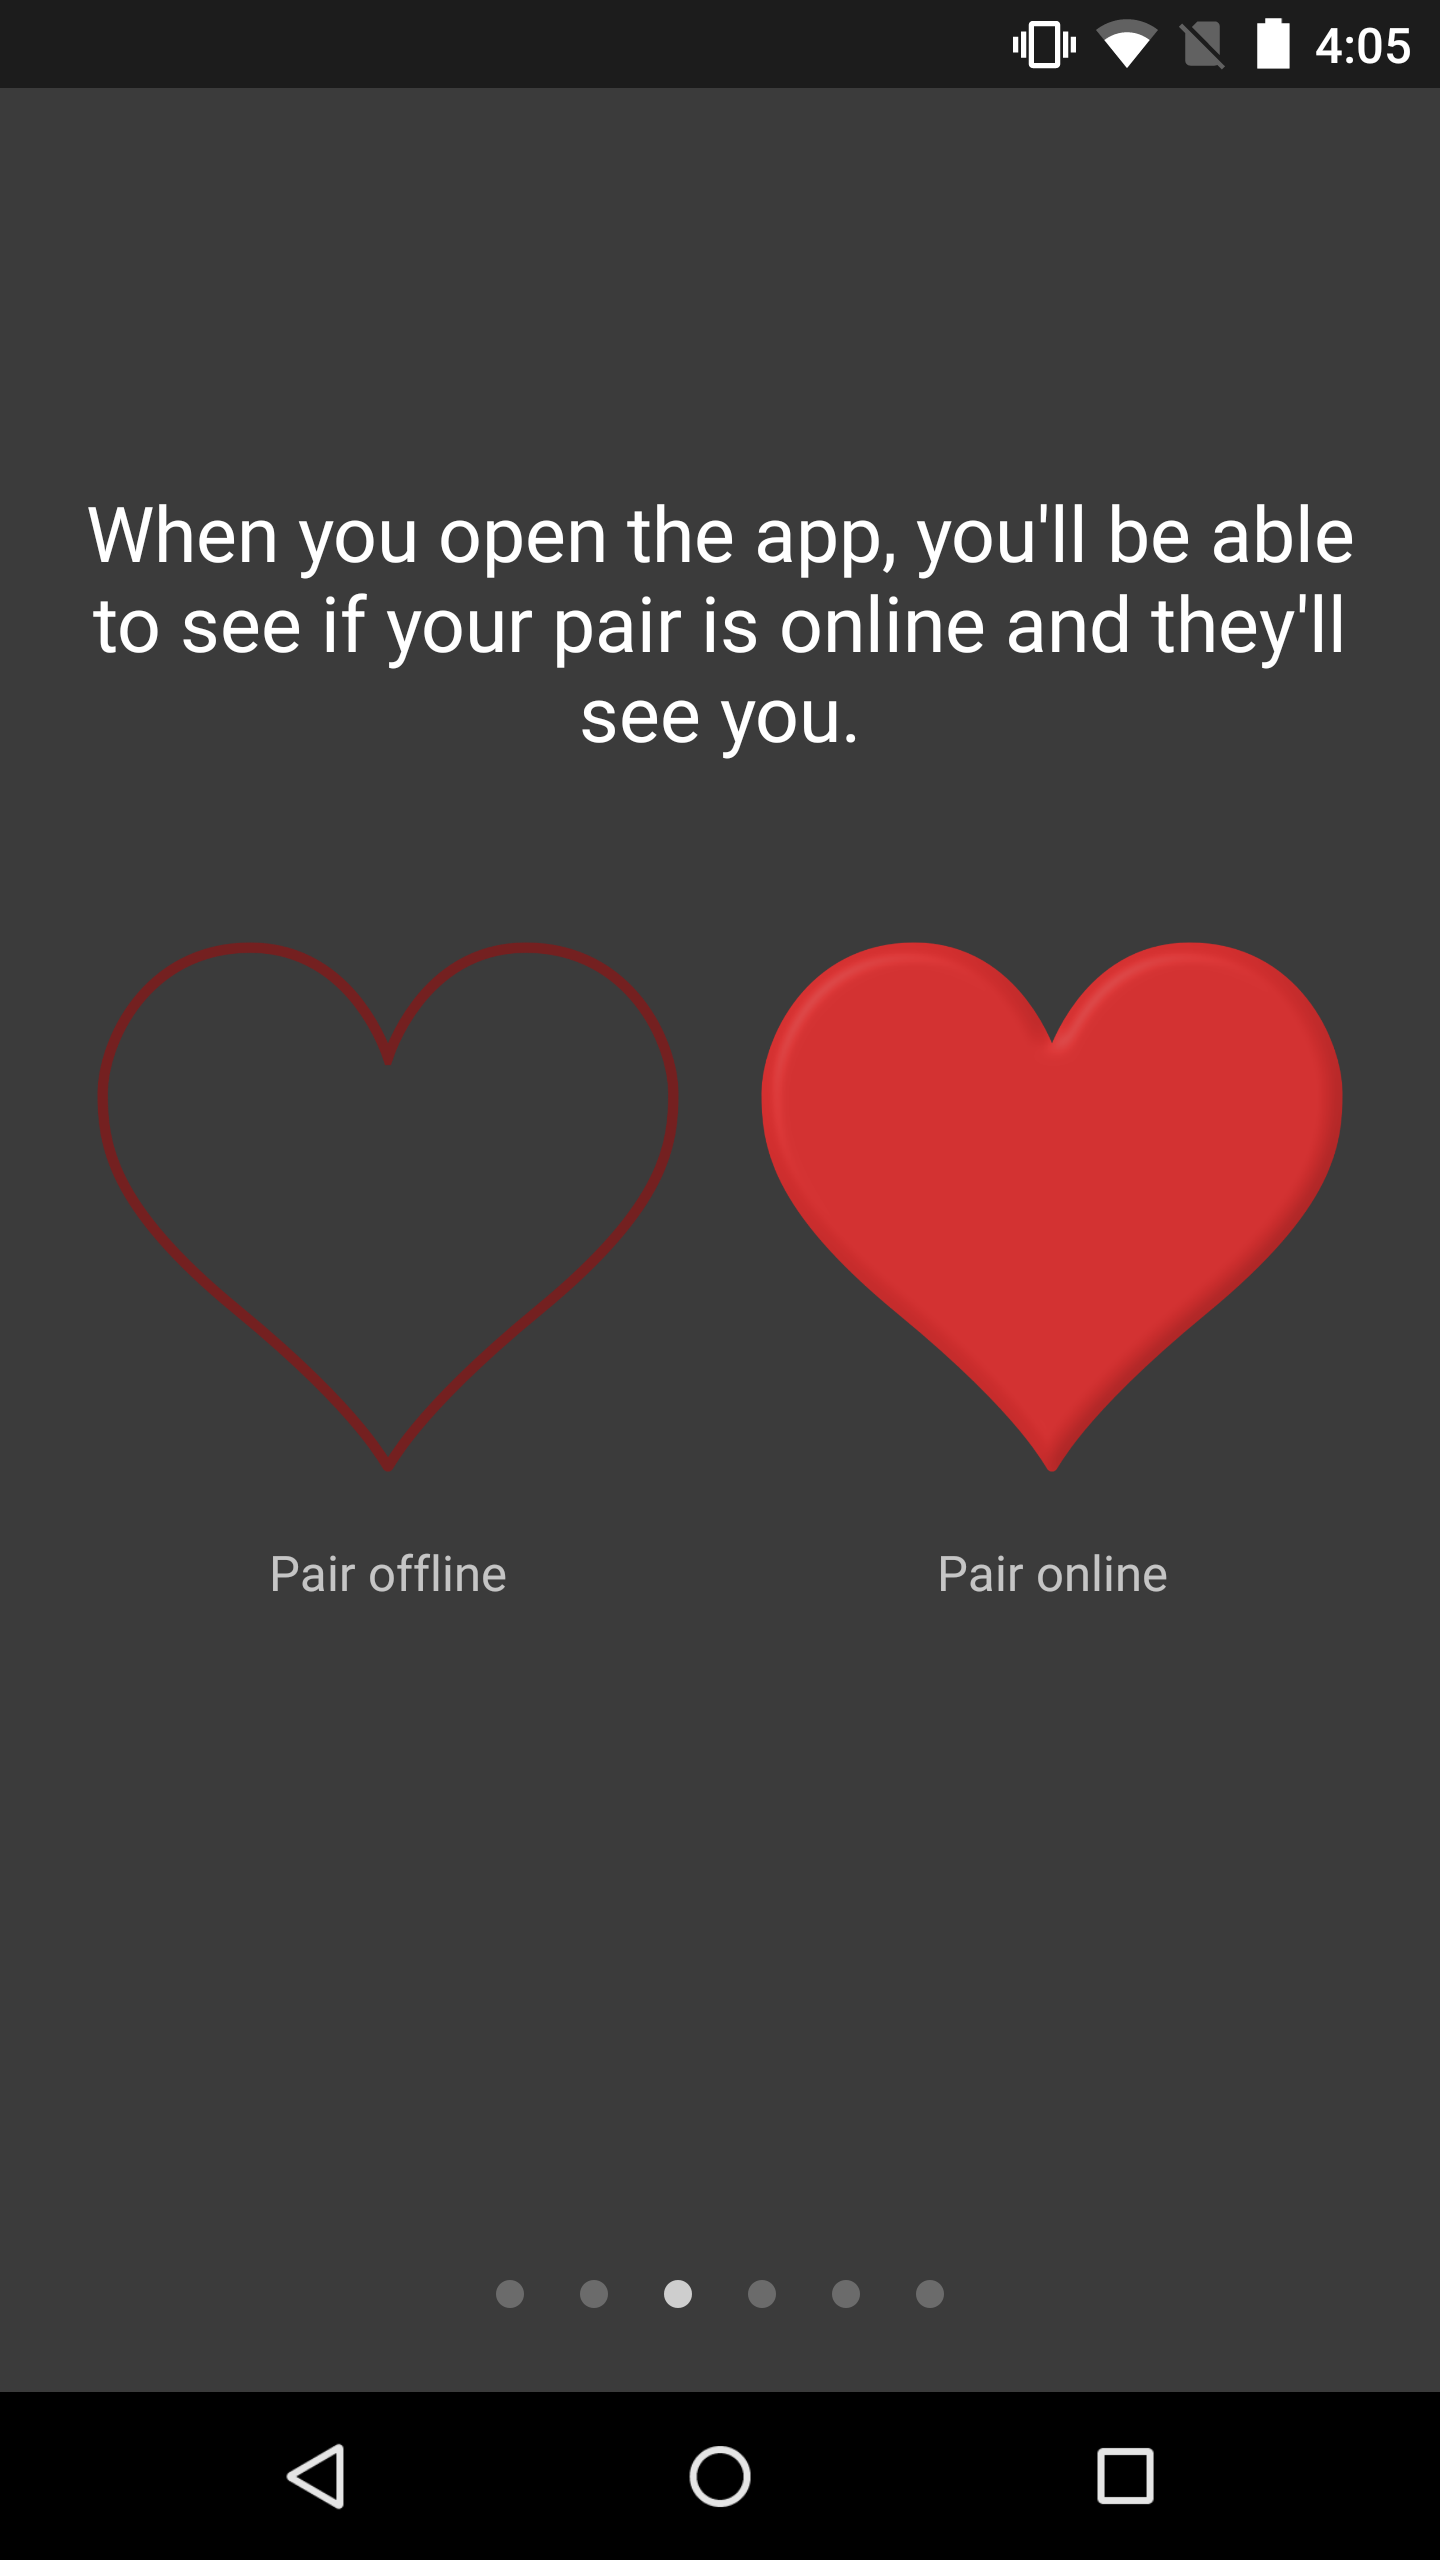 4:05
When you open the app, you'll be able
to see if your pair is online and they'll
see you.
Pair offline
Pair online